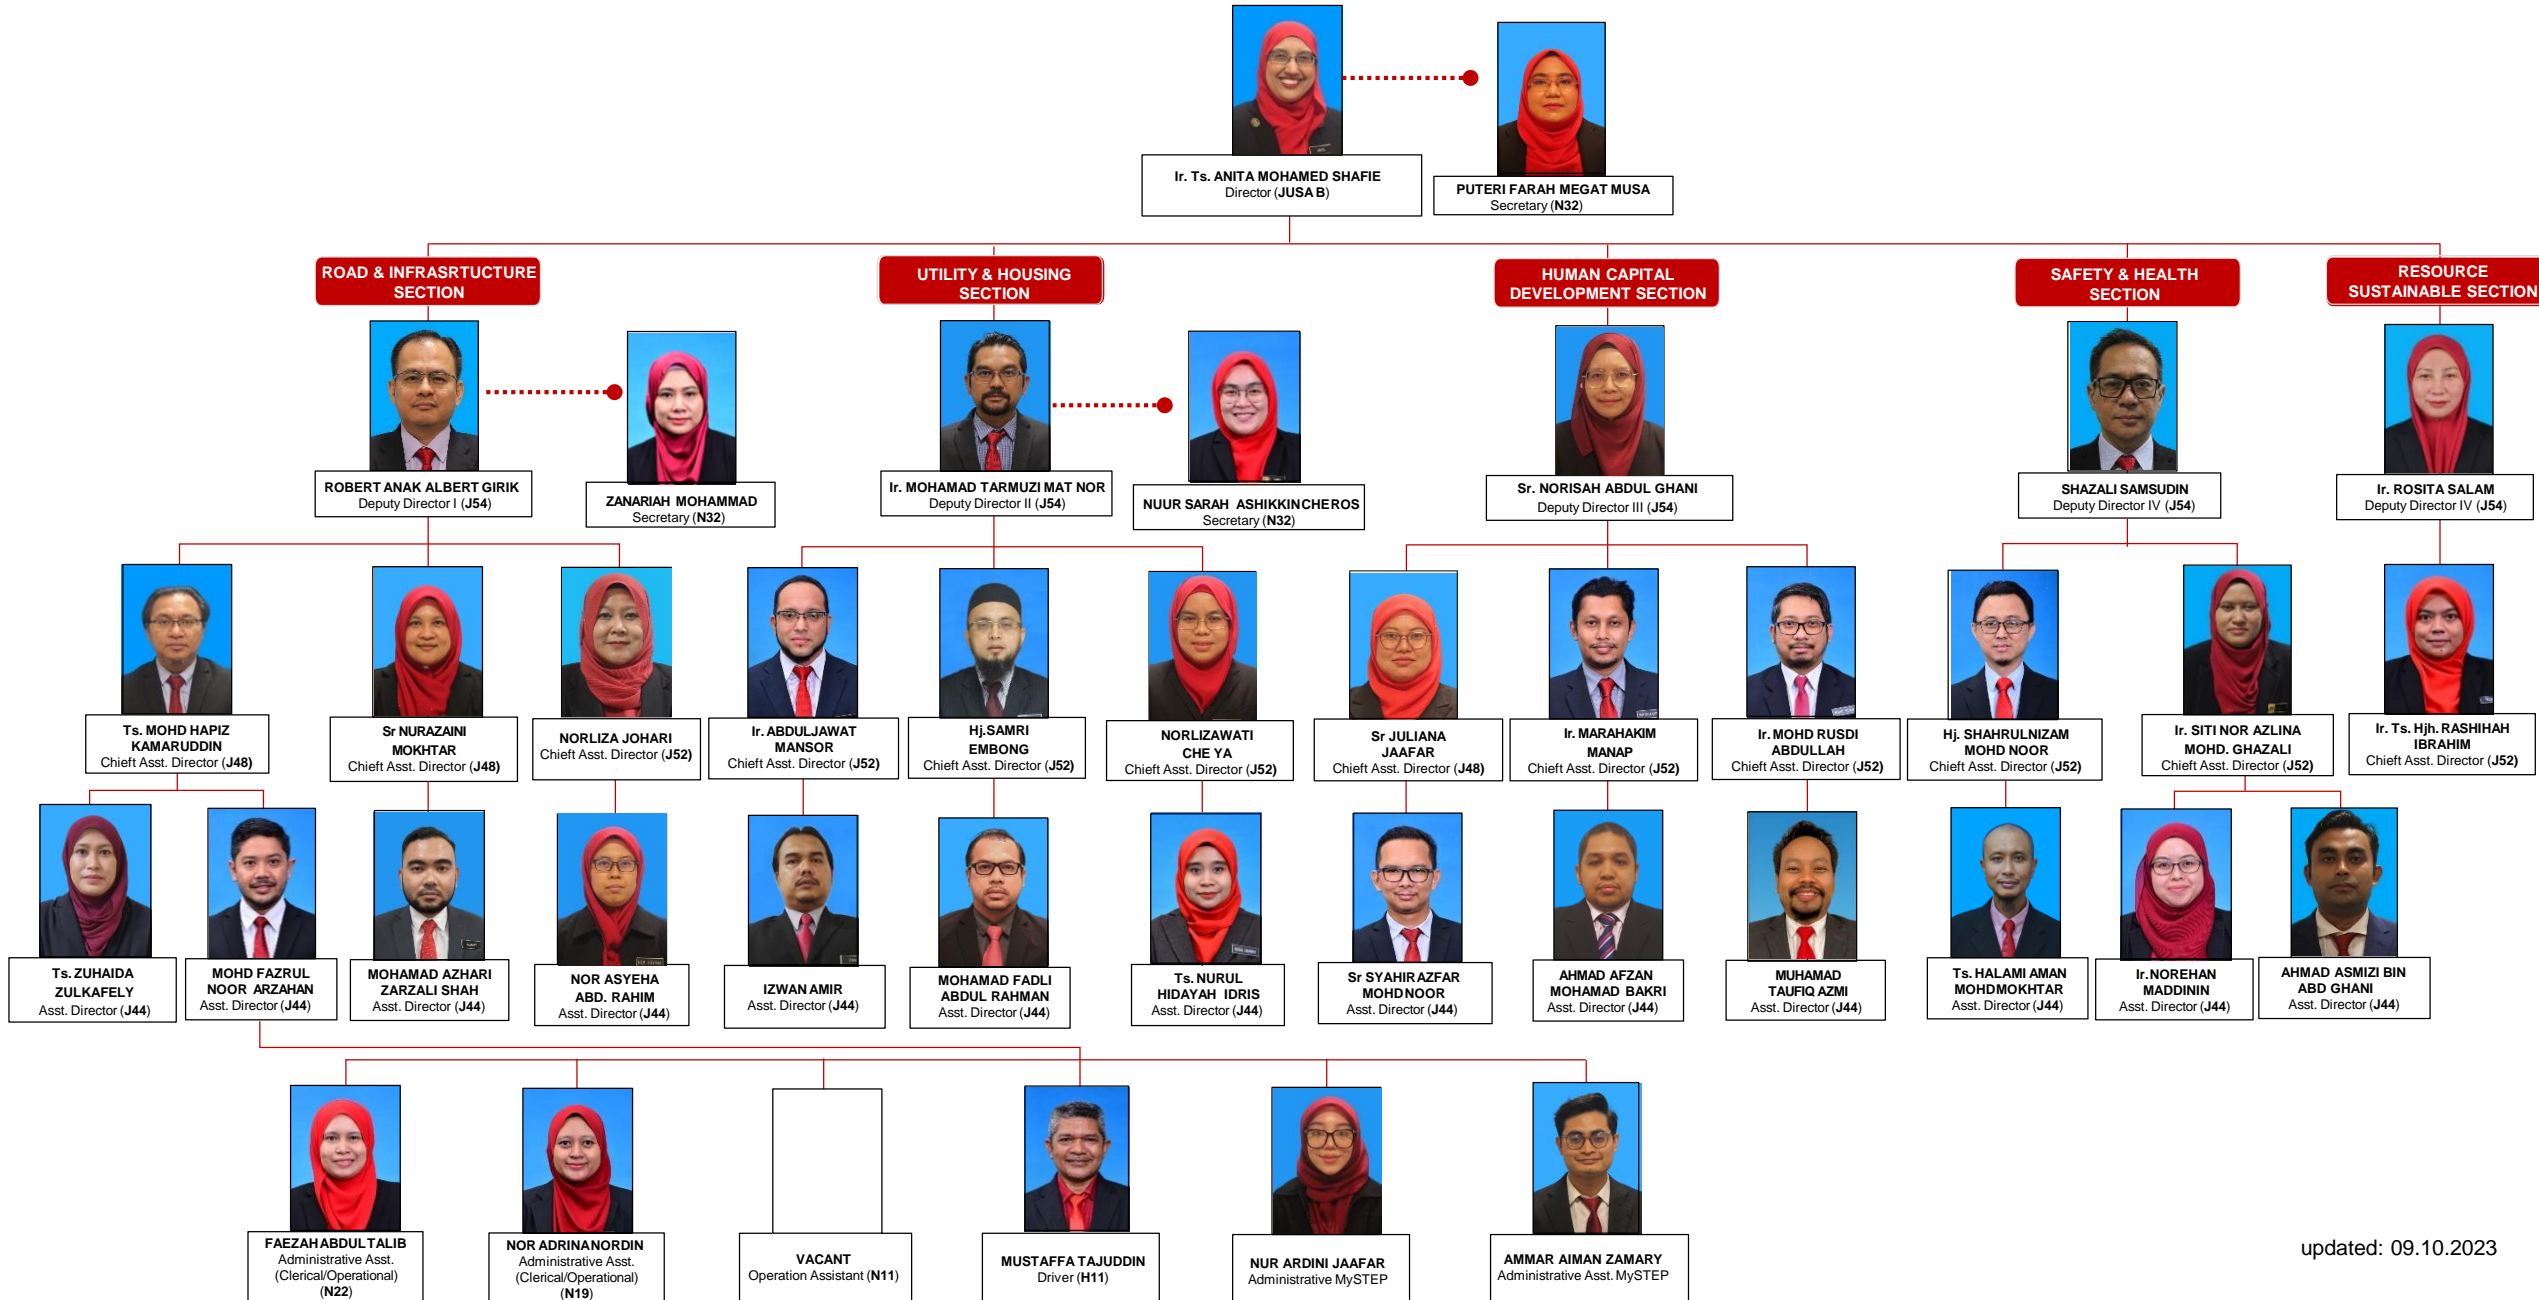 Ir. Ts. ANITA MOHAMED SHAFIE
Director (JUSA B)
PUTERI FARAH MEGAT MUSA
Secretary (N32)
ROAD & INFRASRTUCTURE
SECTION
UTILITY & HOUSING
SECTION
HUMAN CAPITAL
DEVELOPMENT SECTION
SAFETY & HEALTH
SECTION
RESOURCE
SUSTAINABLE SECTION
ROBERT ANAK ALBERT GIRIK
Deputy Director I (J54)
ZANARIAH MOHAMMAD
Secretary (N32)
Ir. MOHAMAD TARMUZI MAT NOR
Deputy Director II (J54)
NUUR SARAH ASHIKKIN CHE ROS
Secretary (N32)
Sr. NORISAH ABDUL GHANI
Deputy Director III (J54)
SHAZALI SAMSUDIN
Deputy Director IV (J54)
Ir. ROSITA SALAM
Deputy Director IV (J54)
Ts. MOHD HAPIZ
KAMARUDDIN
Chieft Asst. Director (J48)
Sr NURAZAINI
MOKHTAR
Chieft Asst. Director (J48)
NORLIZA JOHARI
Chieft Asst. Director (J52)
Ir. ABDULJAWAT
MANSOR
Chieft Asst. Director (J52)
Hj.SAMRI
EMBONG
Chieft Asst. Director (J52)
NORLIZAWATI
CHE YA
Chieft Asst. Director (J52)
Sr JULIANA
JAAFAR
Chieft Asst. Director (J48)
Ir. MARAHAKIM
MANAP
Chieft Asst. Director (J52)
Ir. MOHD RUSDI
ABDULLAH
Chieft Asst. Director (J52)
Hj. SHAHRULNIZAM
MOHD NOOR
Chieft Asst. Director (J52)
Ir. SITI NOR AZLINA
MOHD. GHAZALI
Chieft Asst. Director (J52)
Ir. Ts. Hjh. RASHIHAH
IBRAHIM
Chieft Asst. Director (J52)
Ts. ZUHAIDA
ZULKAFELY
Asst. Director (J44)
MOHD FAZRUL
NOOR ARZAHAN
Asst. Director (J44)
MOHAMAD AZHARI
ZARZALI SHAH
Asst. Director (J44)
NOR ASYEHA
ABD. RAHIM
Asst. Director (J44)
IZWAN AMIR
Asst. Director (J44)
MOHAMAD FADLI
ABDUL RAHMAN
Asst. Director (J44)
Ts. NURUL
HIDAYAH IDRIS
Asst. Director (J44)
Sr SYAHIR AZFAR
MOHD NOOR
Asst. Director (J44)
AHMAD AFZAN
MOHAMAD BAKRI
Asst. Director (J44)
MUHAMAD
TAUFIQ AZMI
Asst. Director (J44)
Ts. HALAMI AMAN
MOHD MOKHTAR
Asst. Director (J44)
Ir. NOREHAN
MADDININ
Asst. Director (J44)
AHMAD ASMIZI BIN
ABD GHANI
Asst. Director (J44)
FAEZAH ABDUL TALIB
Administrative Asst.
(Clerical/Operational)
(N22)
NOR ADRINA NORDIN
Administrative Asst.
(Clerical/Operational)
(N19)
VACANT
Operation Assistant (N11)
MUSTAFFA TAJUDDIN
Driver (H11)
NUR ARDINI JAAFAR
Administrative MySTEP
AMMAR AIMAN ZAMARY
Administrative Asst. MySTEP
updated: 09.10.2023